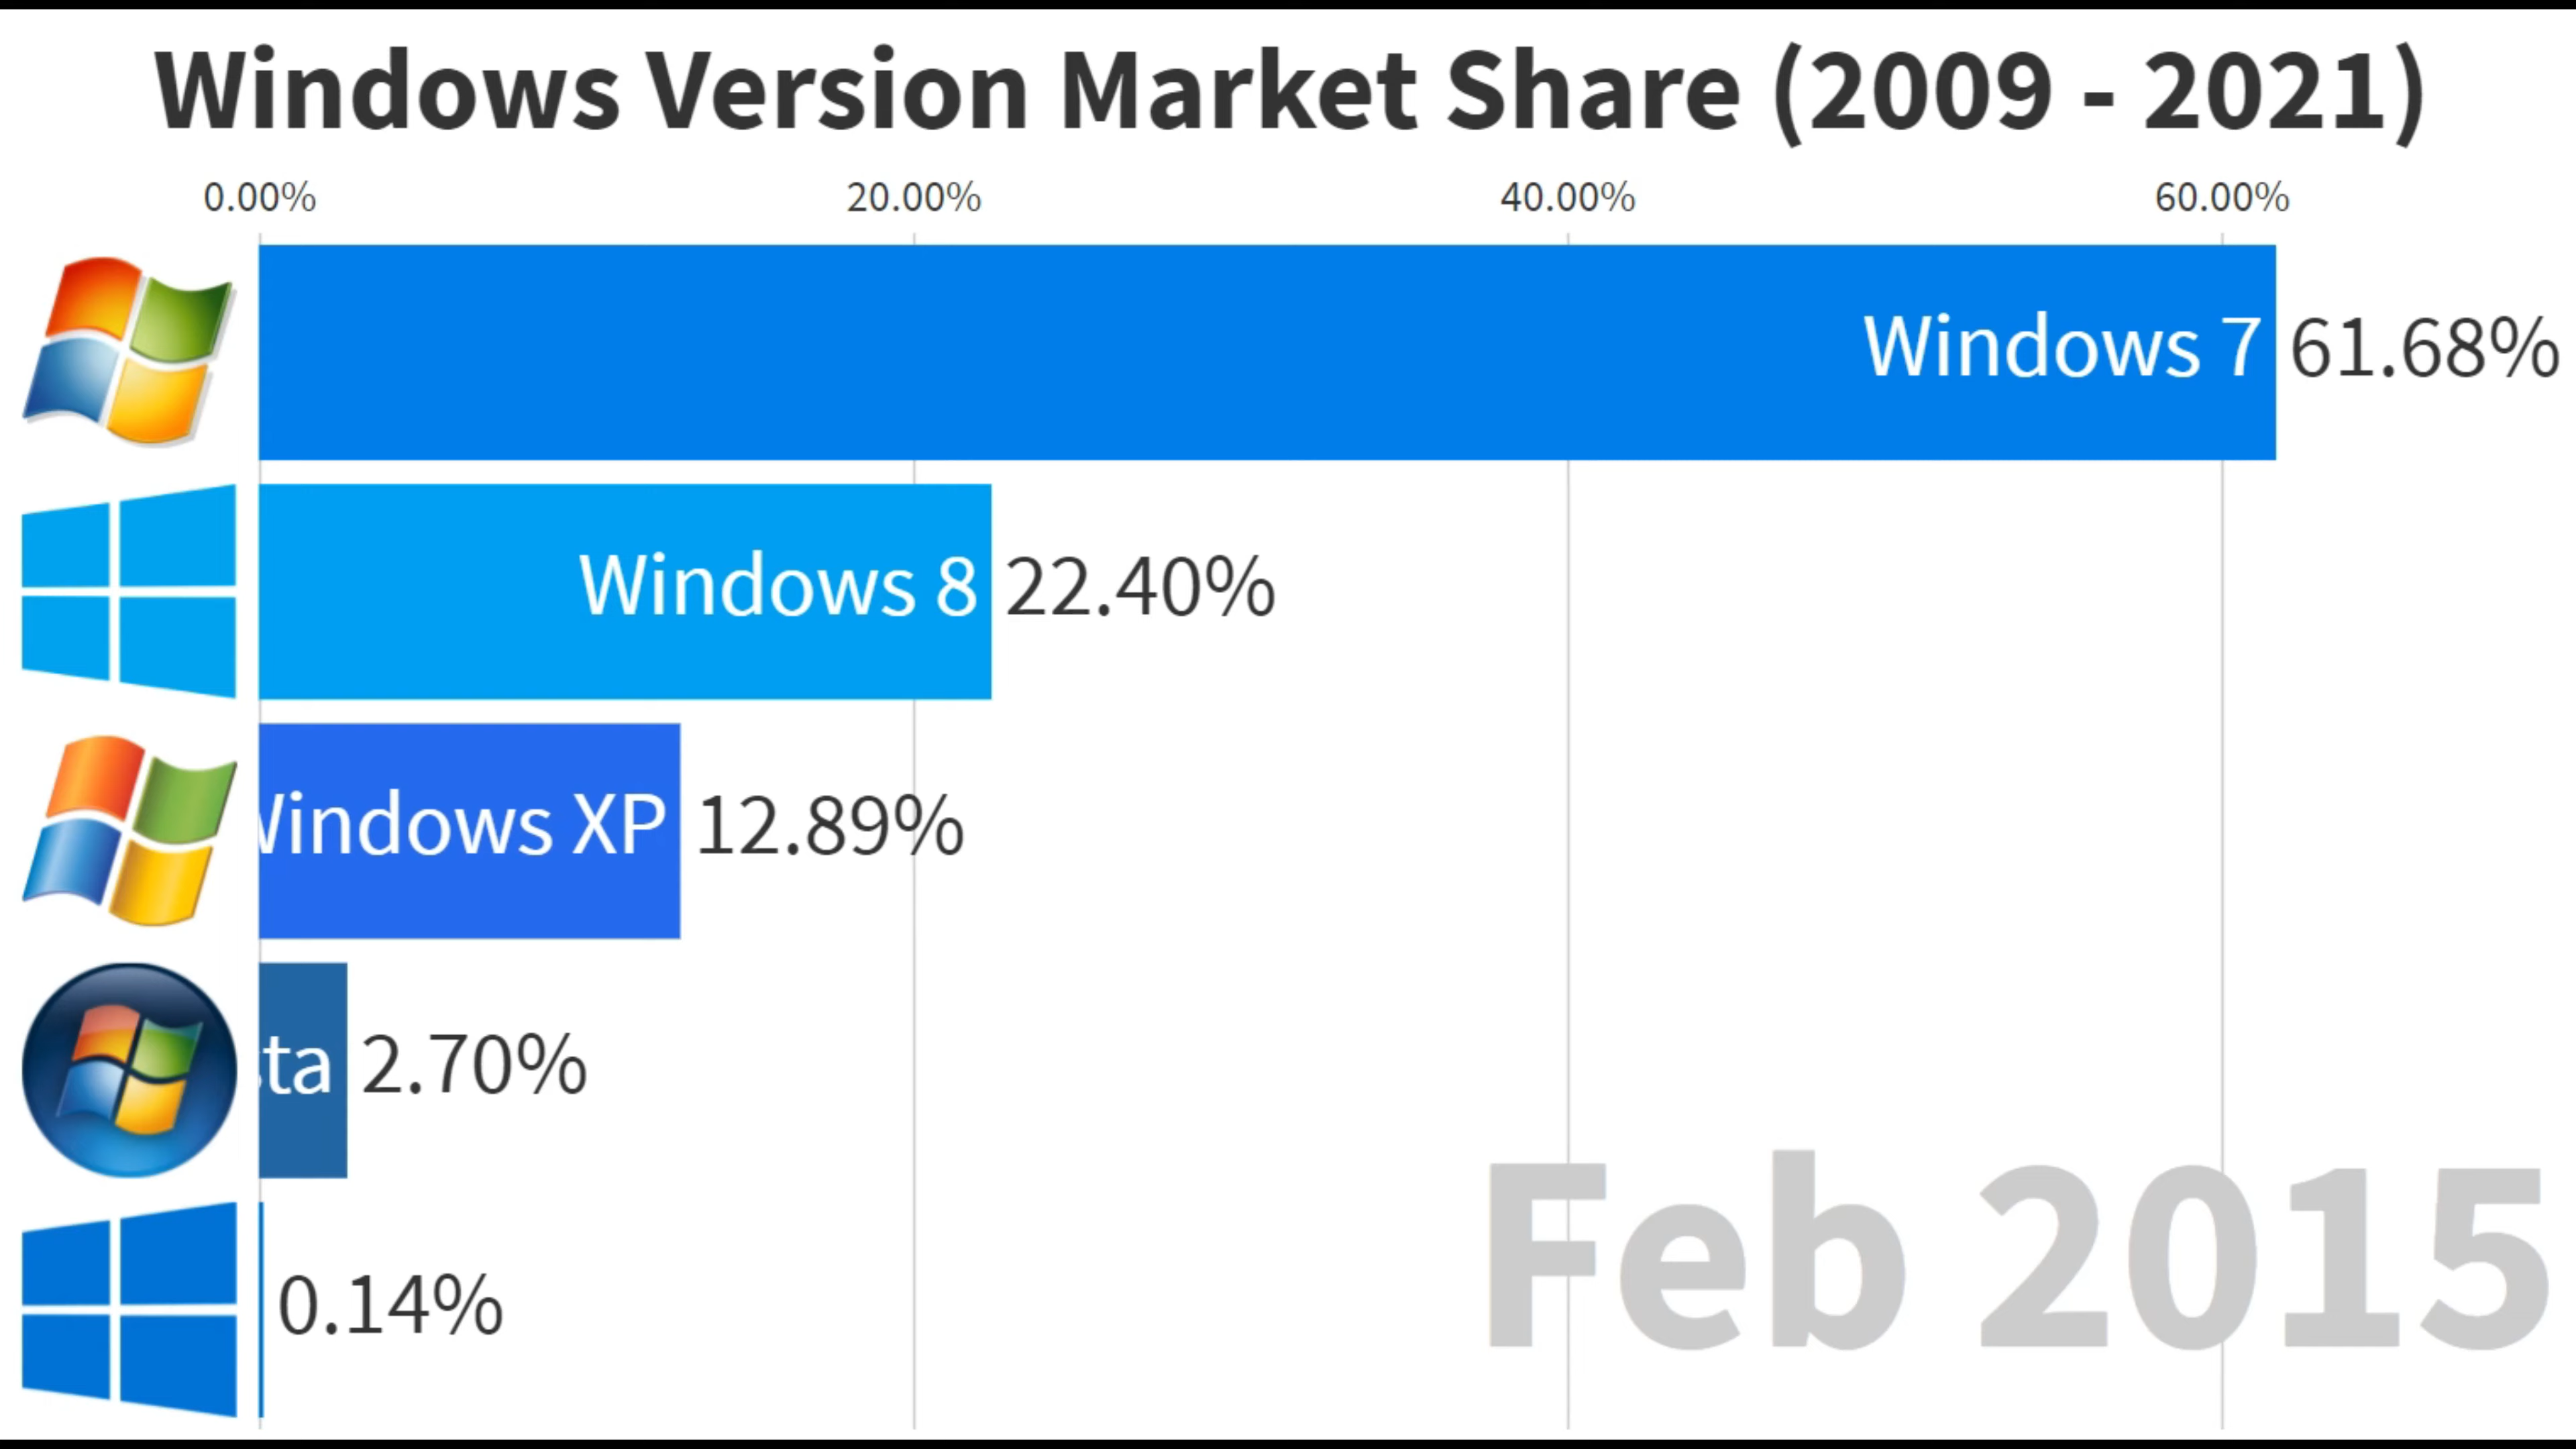 Windows Version Market Share (2009 - 2021)
0.00% 20.00% 40.00% 60.00%
Windows 7 61.68%
Windows 8 22.40%
indows XP 12.89%
ta 2.70%
0.14%
Feb 2015